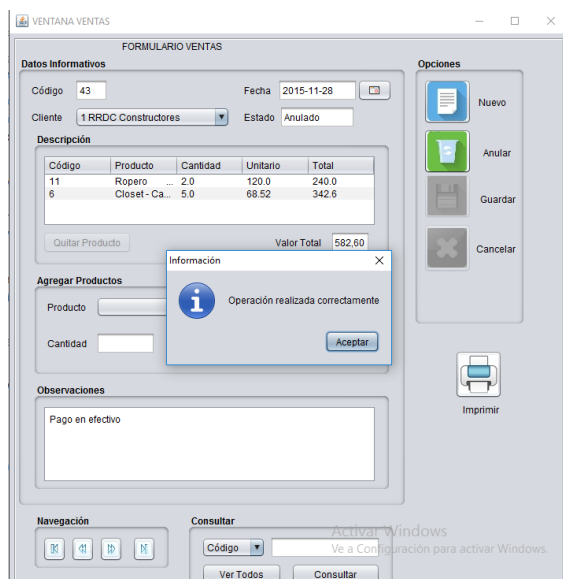 VENTANA VENTAS
FORMULARIO VENTAS
Datos Informativos
Código 43 Fecha 2015-11-28
Cliente 1 RRDC Constructores Estado Anulado
Descripción
Código Producto Cantidad Unitario Total
11 Ropero ... 2.0 120.0 240.0
6 Closet - Ca... 5.0 68.52 342.6
Quitar Producto Valor Total 582,60
Agregar Productos
Producto
Cantidad
Información
Operación realizada correctamente
Aceptar
Observaciones
Pago en efectivo
Navegación
Consultar
Código
Ver Todos Consultar
Opciones
Nuevo
Anular
Guardar
Cancelar
Imprimir
Activar Windows
Ve a Configuración para activar Windows.